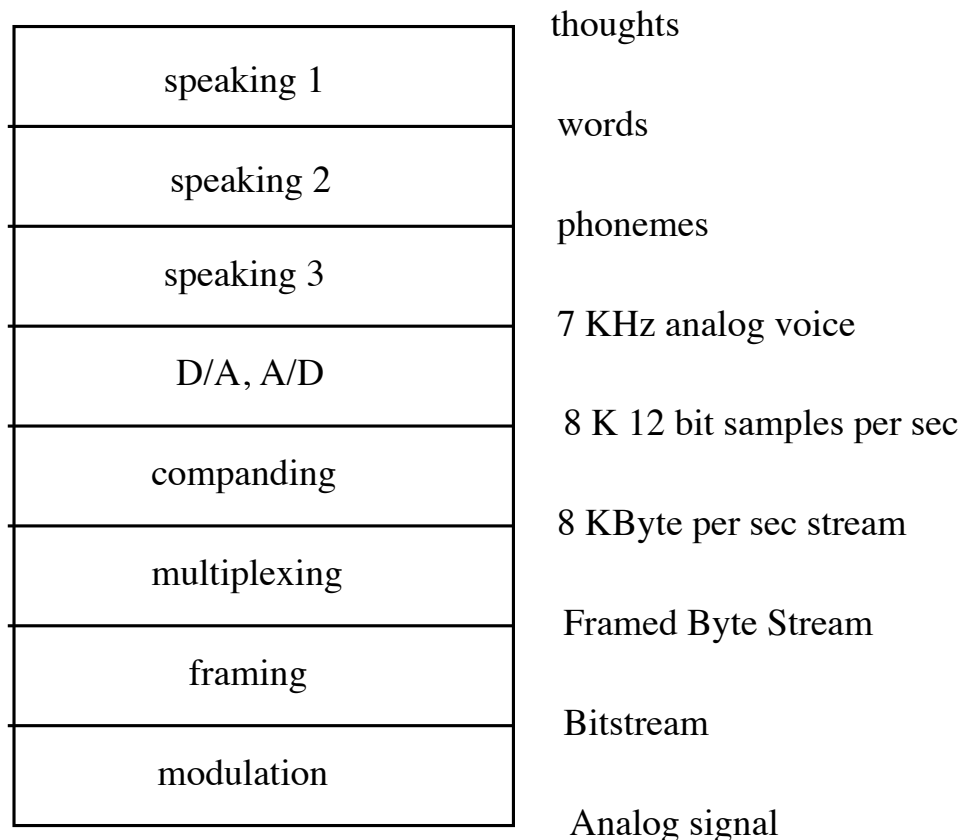 thoughts
speaking 1
words
speaking 2
phonemes
speaking 3
7 KHz analog voice
D/A, A/D
8 K 12 bit samples per sec
companding
8 KByte per sec stream
multiplexing
Framed Byte Stream
framing
Bitstream
modulation
Analog signal